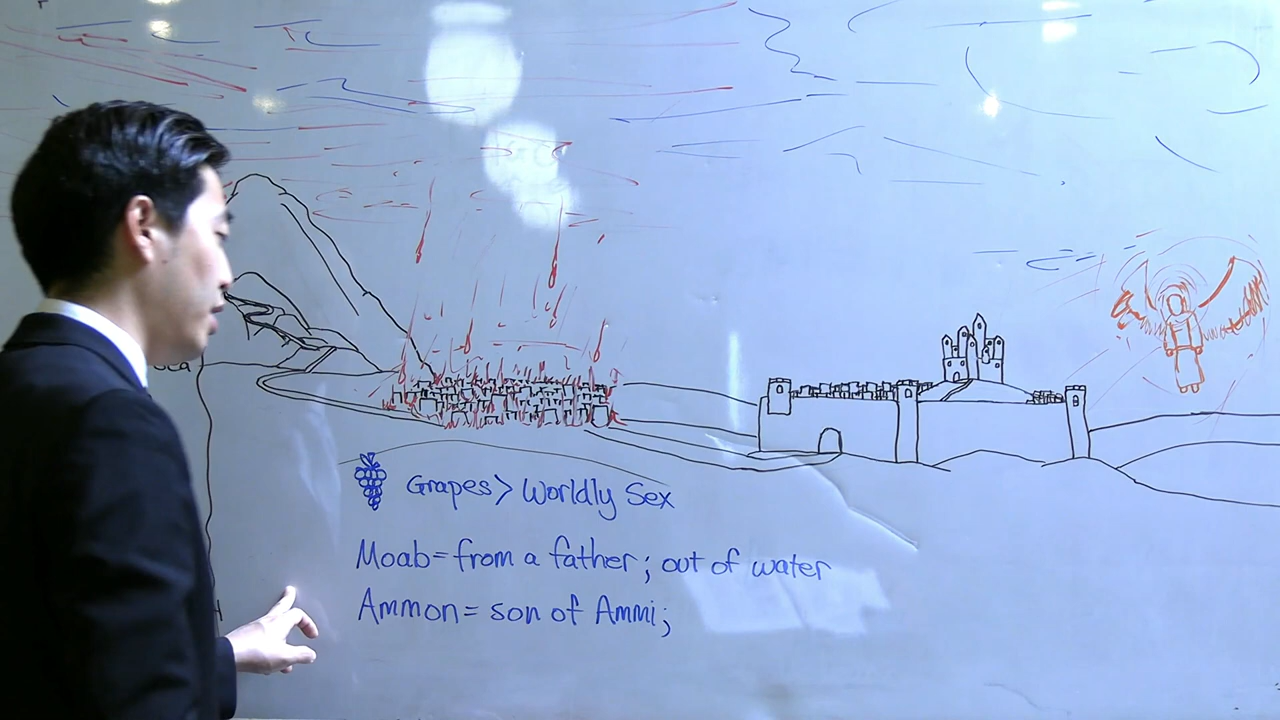 Grapes > Worldly Sex
Moab = from a father; out of water
Ammon = son of Ammi;